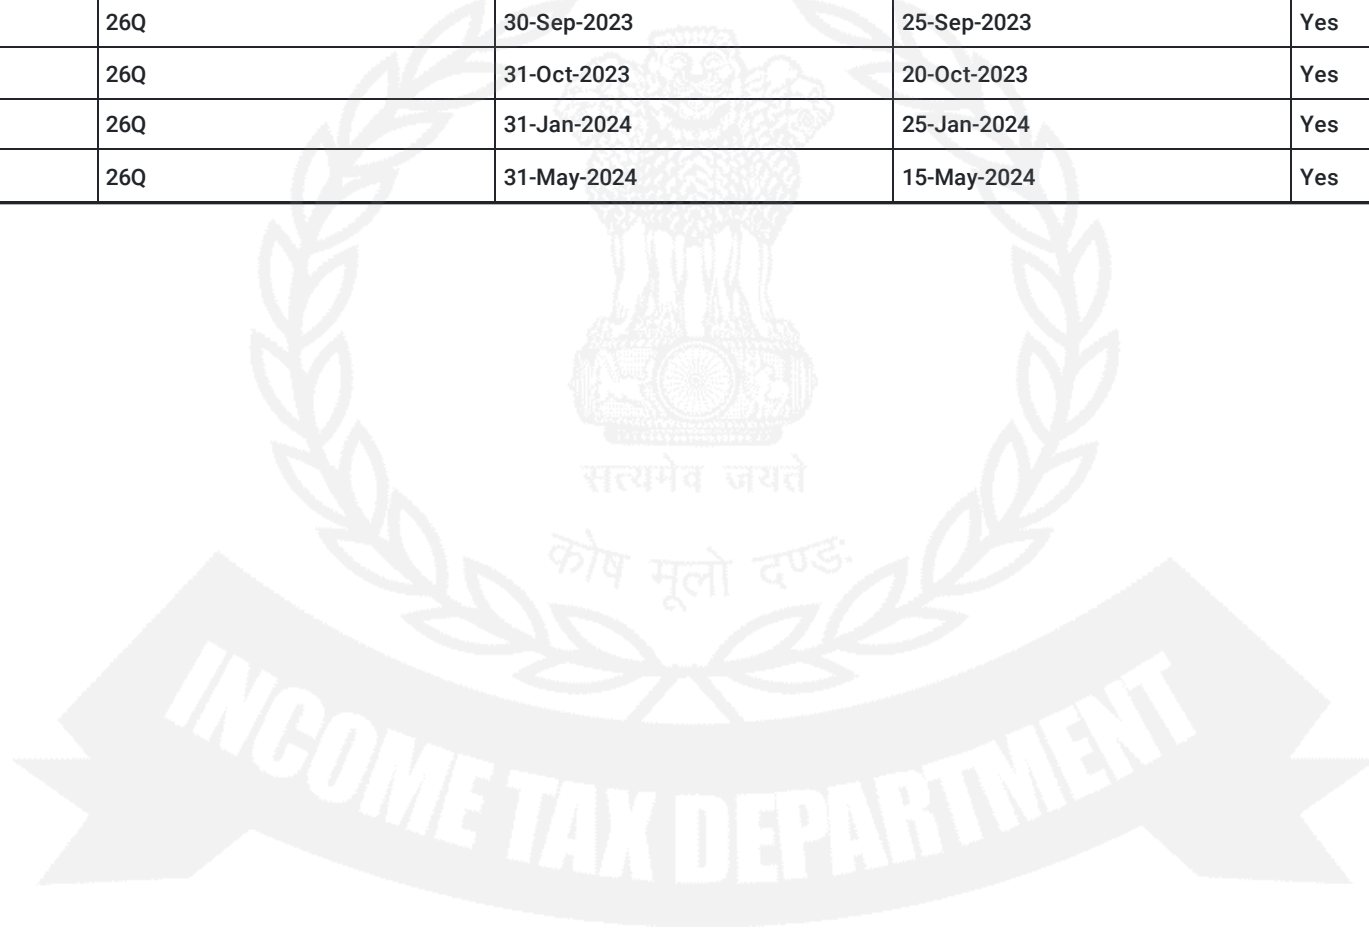 26Q 30-Sep-2023 25-Sep-2023 Yes
26Q 31-Oct-2023 20-Oct-2023 Yes
26Q 31-Jan-2024 25-Jan-2024 Yes
26Q 31-May-2024 15-May-2024 Yes
सत्यमेव जयते
कोष मूलो दण्डः
INCOME TAX DEPARTMENT